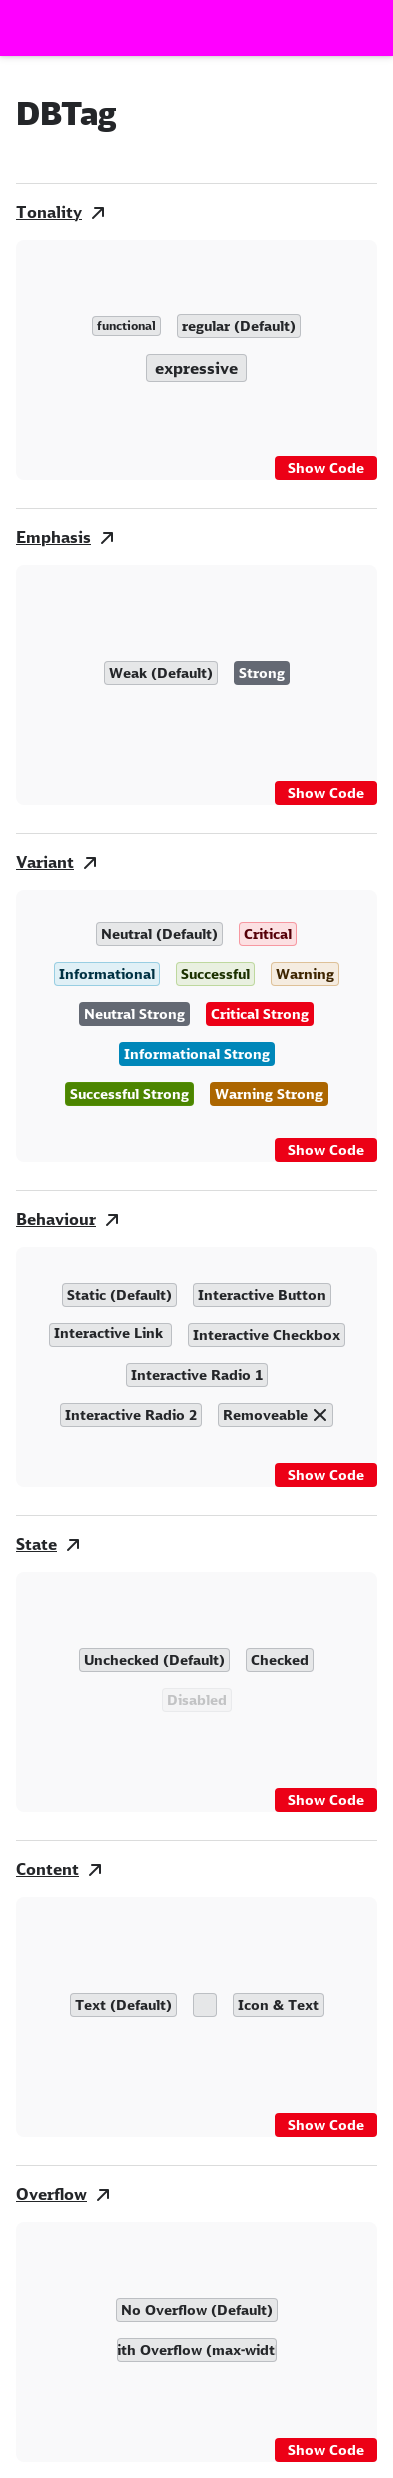 DBTag
Tonality
functional regular (Default)
expressive
Show Code
Emphasis
Weak (Default) Strong
Show Code
Variant
Neutral (Default) Critical
Informational Successful Warning
Neutral Strong Critical Strong
Informational Strong
Successful Strong Warning Strong
Show Code
Behaviour
Static (Default) Interactive Button
Interactive Link Interactive Checkbox
Interactive Radio 1
Interactive Radio 2 Removeable
Show Code
State
Unchecked (Default) Checked
Disabled
Show Code
Content
Text (Default) Icon & Text
Show Code
Overflow
No Overflow (Default)
ith Overflow (max-widt
Show Code